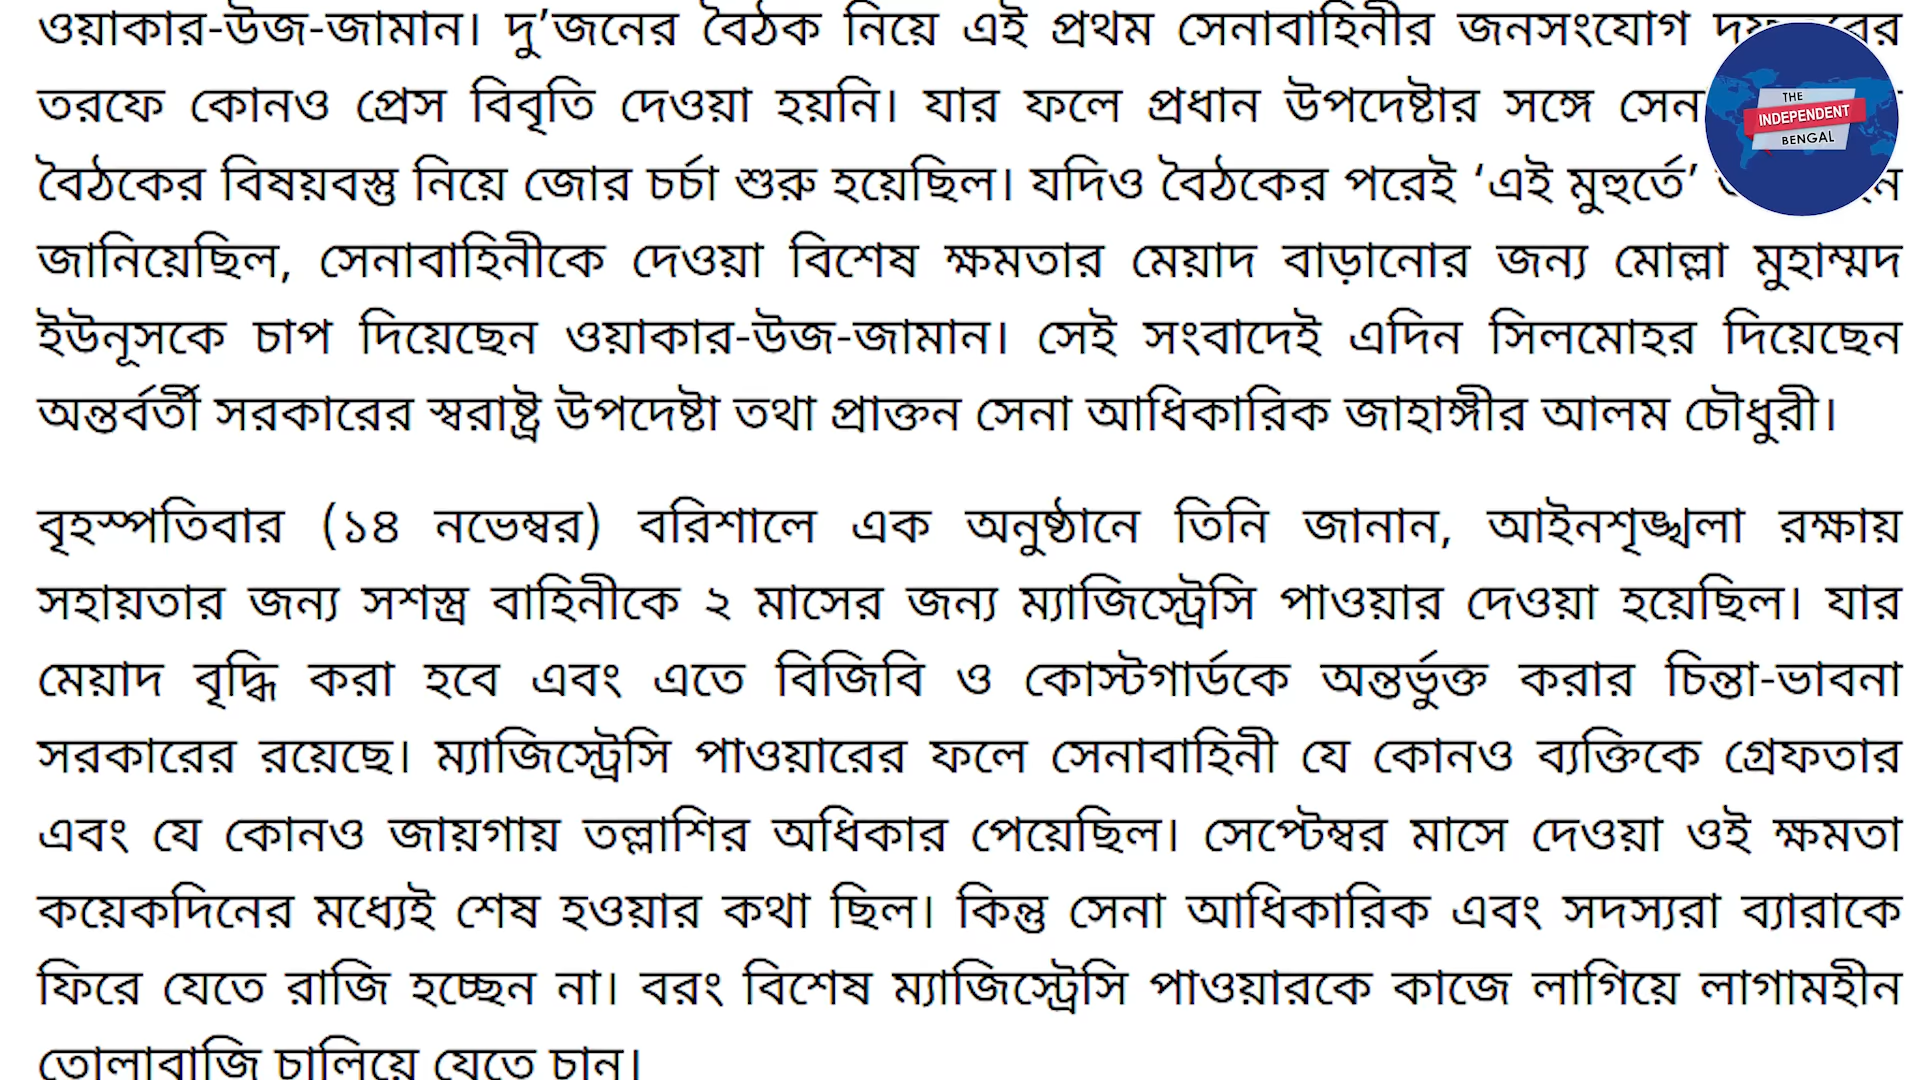 ওয়াকার-উজ-জামান। দু’জনের বৈঠক নিয়ে এই প্রথম সেনাবাহিনীর জনসংযোগ
তরফে কোনও প্রেস বিবৃতি দেওয়া হয়নি। যার ফলে প্রধান উপদেষ্টার সঙ্গে
বৈঠকের বিষয়বস্তু নিয়ে জোর চর্চা শুরু হয়েছিল। যদিও বৈঠকের পরেই ‘এই মুহুর্তে’
জানিয়েছিল, সেনাবাহিনীকে দেওয়া বিশেষ ক্ষমতার মেয়াদ বাড়ানোর জন্য মোল্লা মুহাম্মদ
ইউনূসকে চাপ দিয়েছেন ওয়াকার-উজ-জামান। সেই সংবাদেই এদিন সিলমোহর দিয়েছেন
অন্তর্বর্তী সরকারের স্বরাষ্ট্র উপদেষ্টা তথা প্রাক্তন সেনা আধিকারিক জাহাঙ্গীর আলম চৌধুরী।
বৃহস্পতিবার (১৪ নভেম্বর) বরিশালে এক অনুষ্ঠানে তিনি জানান, আইনশৃঙ্খলা রক্ষায়
সহায়তার জন্য সশস্ত্র বাহিনীকে ২ মাসের জন্য ম্যাজিস্ট্রেসি পাওয়ার দেওয়া হয়েছিল। যার
মেয়াদ বৃদ্ধি করা হবে এবং এতে বিজিবি ও কোস্টগার্ডকে অন্তর্ভুক্ত করার চিন্তা-ভাবনা
সরকারের রয়েছে। ম্যাজিস্ট্রেসি পাওয়ারের ফলে সেনাবাহিনী যে কোনও ব্যক্তিকে গ্রেফতার
এবং যে কোনও জায়গায় তল্লাশির অধিকার পেয়েছিল। সেপ্টেম্বর মাসে দেওয়া ওই ক্ষমতা
কয়েকদিনের মধ্যেই শেষ হওয়ার কথা ছিল। কিন্তু সেনা আধিকারিক এবং সদস্যরা ব্যারাকে
ফিরে যেতে রাজি হচ্ছেন না। বরং বিশেষ ম্যাজিস্ট্রেসি পাওয়ারকে কাজে লাগিয়ে লাগামহীন
তোলাবাজি চালিয়ে যেতে চান।
THE
INDEPENDENT
BENGAL